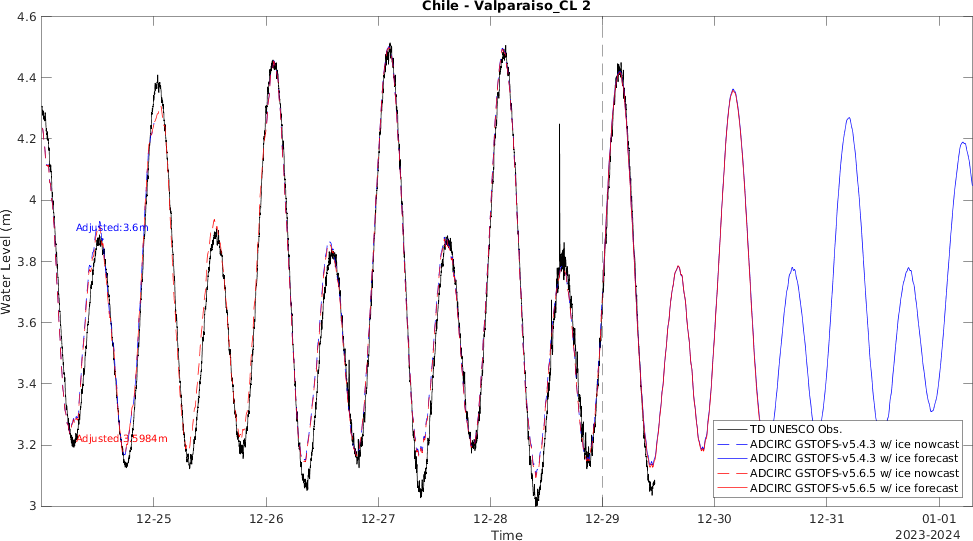 Chile - Valparaiso_CL 2
4.6
4.4
4.2
4
3.8
3.6
3.4
3.2
3
Water Level (m)
Adjusted:3.6m
Adjusted:3.5984m
TD UNESCO Obs.
ADCIRC GSTOFS-v5.4.3 w/ ice nowcast
ADCIRC GSTOFS-v5.4.3 w/ ice forecast
ADCIRC GSTOFS-v5.6.5 w/ ice nowcast
ADCIRC GSTOFS-v5.6.5 w/ ice forecast
12-25
12-26
12-27
12-28
12-29
12-30
12-31
01-01
Time
2023-2024